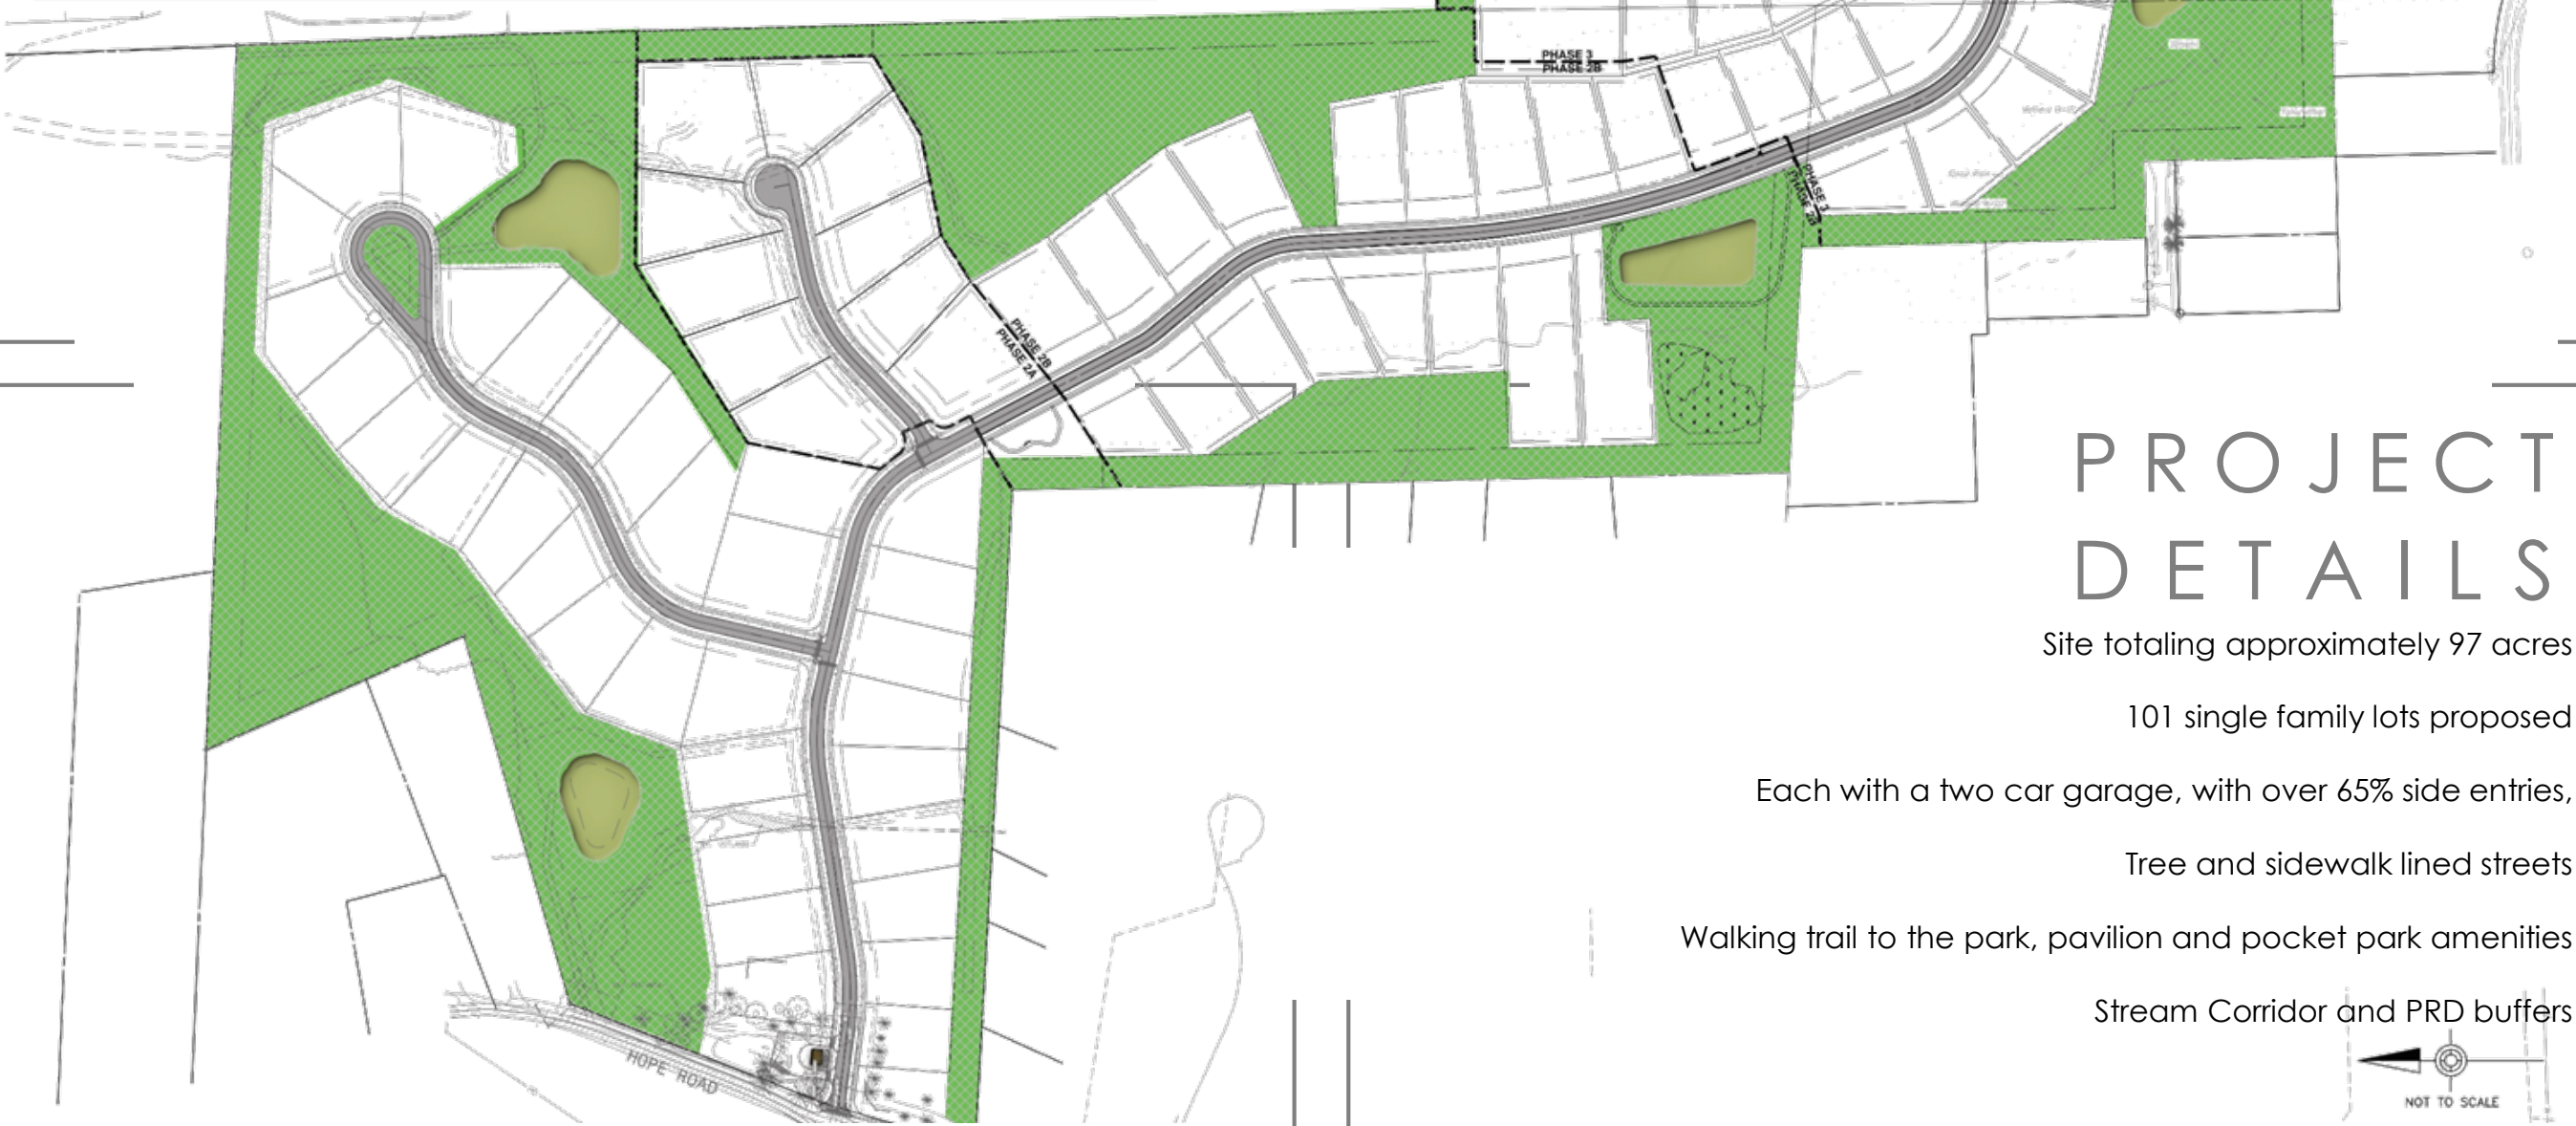 PHASE 3
PHASE 2B
PHASE 3
PHASE 2B
PHASE 2B
PHASE 2A
PROJECT
DETAILS
Site totaling approximately 97 acres
101 single family lots proposed
Each with a two car garage, with over 65% side entries,
Tree and sidewalk lined streets
Walking trail to the park, pavilion and pocket park amenities
Stream Corridor and PRD buffers
HOPE ROAD
NOT TO SCALE